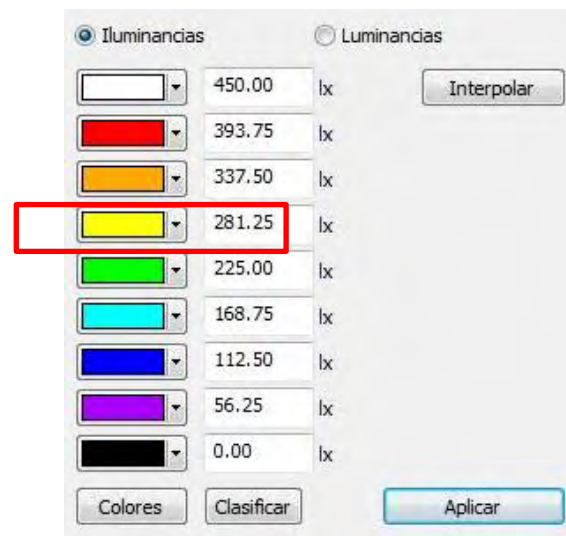 Iluminancias Luminancias
450.00 lx Interpolar
393.75 lx
337.50 lx
281.25 lx
225.00 lx
168.75 lx
112.50 lx
56.25 lx
0.00 lx
Colores Clasificar Aplicar